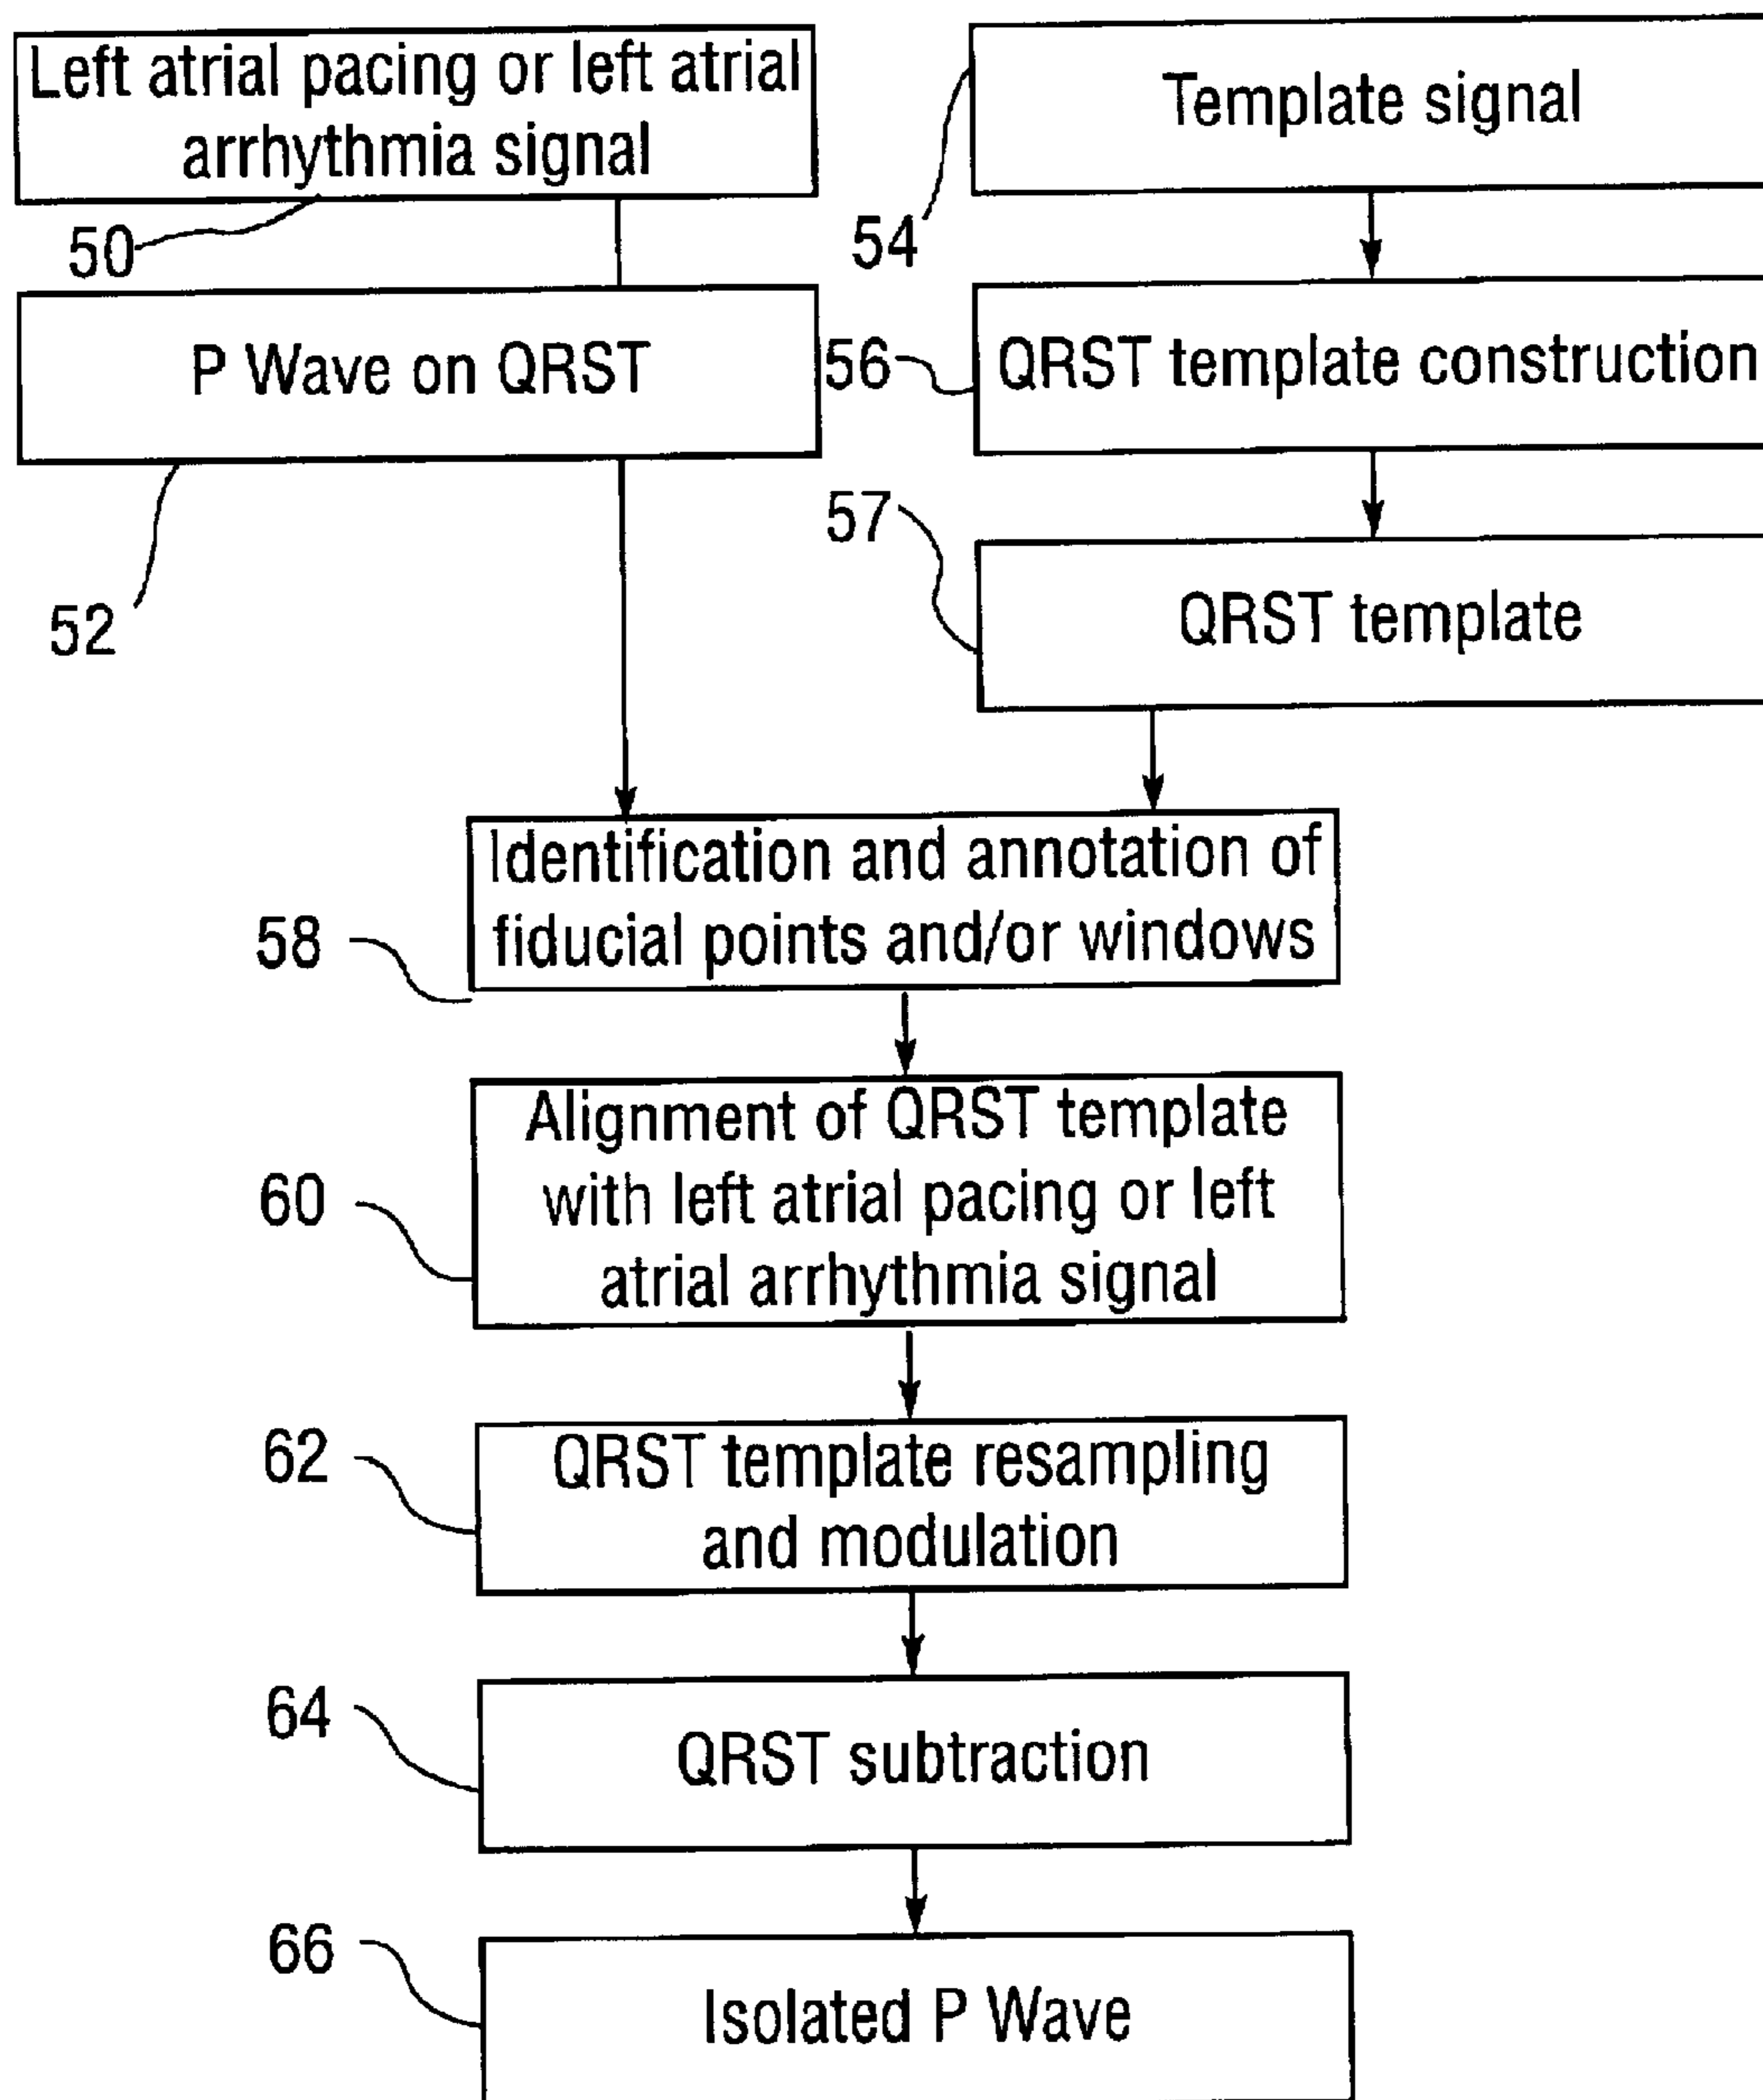 Left atrial pacing or left atrial
arrhythmia signal
50
P Wave on QRST
52
Template signal
54
56
QRST template construction
57
QRST template
Identification and annotation of
fiducial points and/or windows
58
Alignment of QRST template
with left atrial pacing or left
atrial arrhythmia signal
60
QRST template resampling
and modulation
62
QRST subtraction
64
Isolated P Wave
66